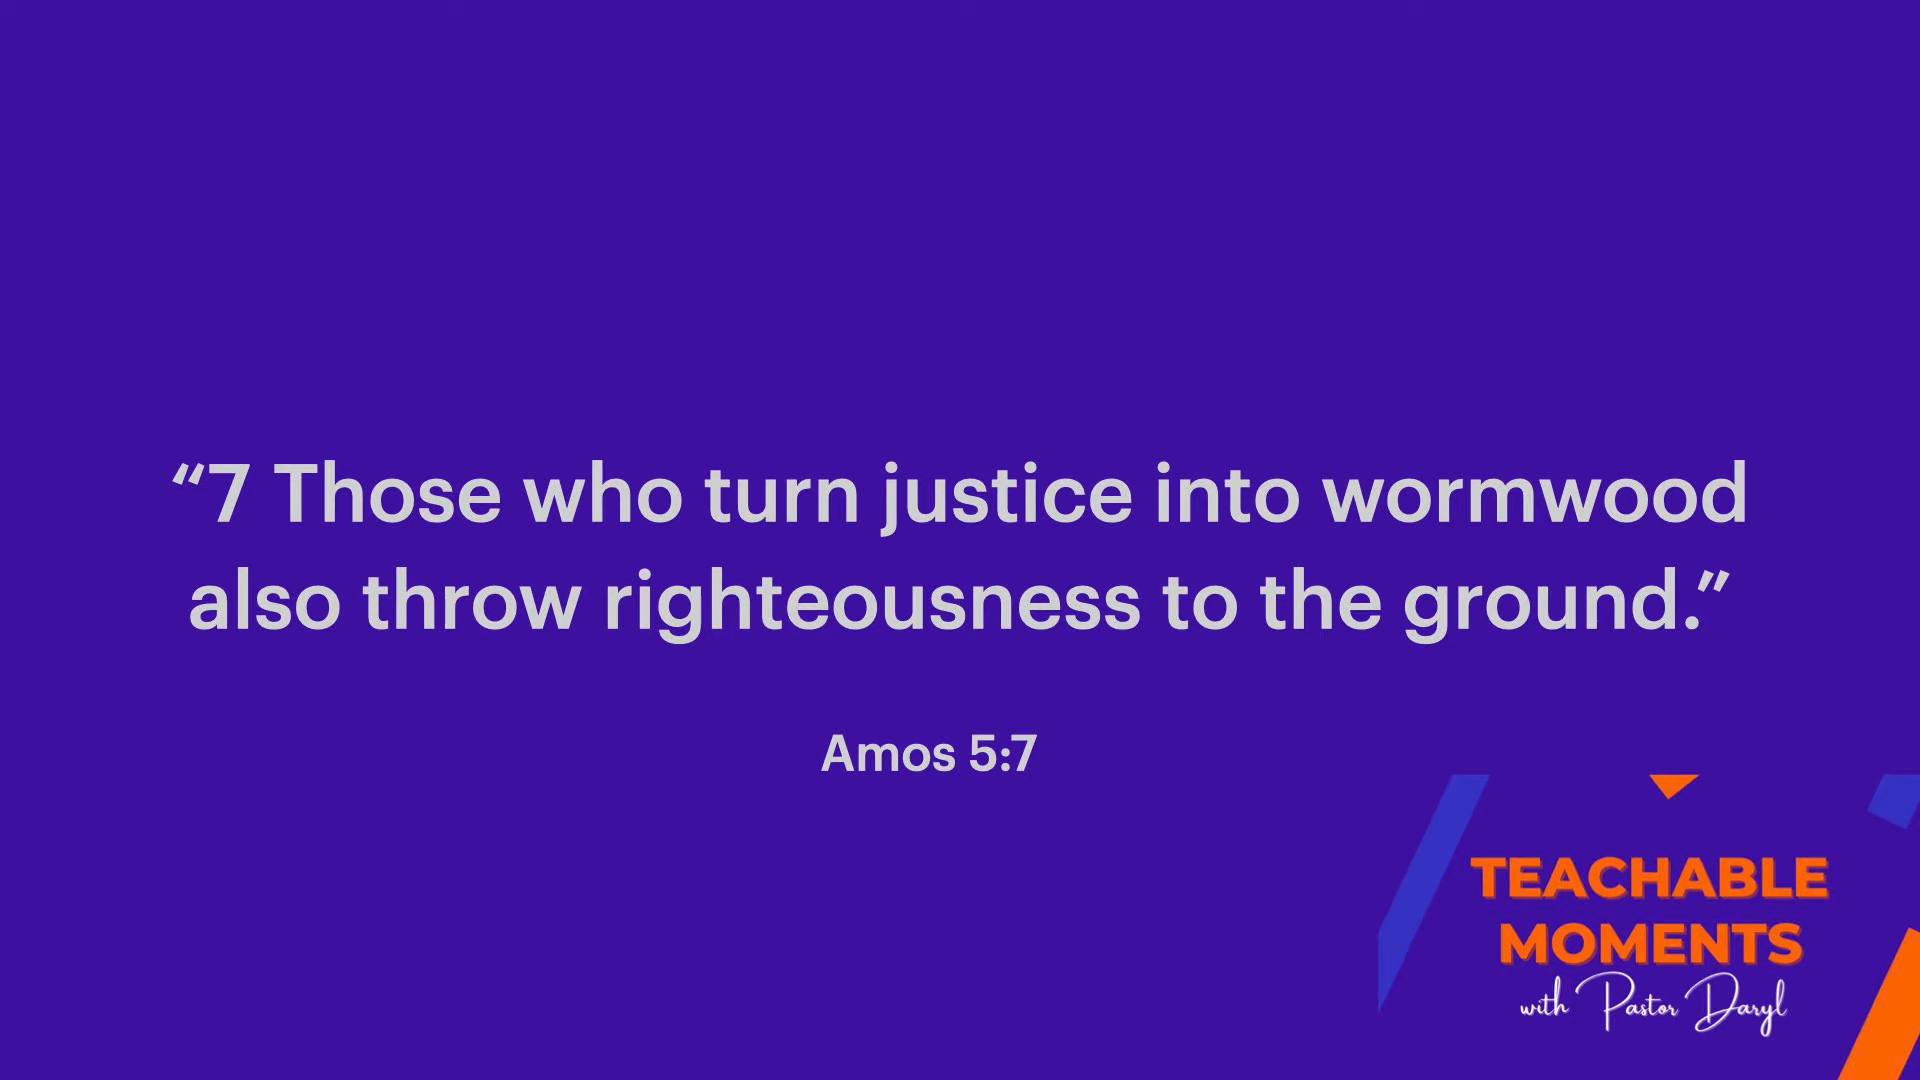 “7 Those who turn justice into wormwood
also throw righteousness to the ground.”
Amos 5:7
TEACHABLE
MOMENTS
with Pastor Daryl